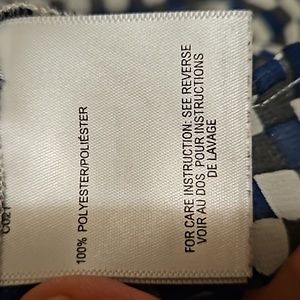 100% POLYESTER/POLIÉSTER
FOR CARE INSTRUCTION: SEE REVERSE
VOIR AU DOS POUR INSTRUCTIONS
DE LAVAGE